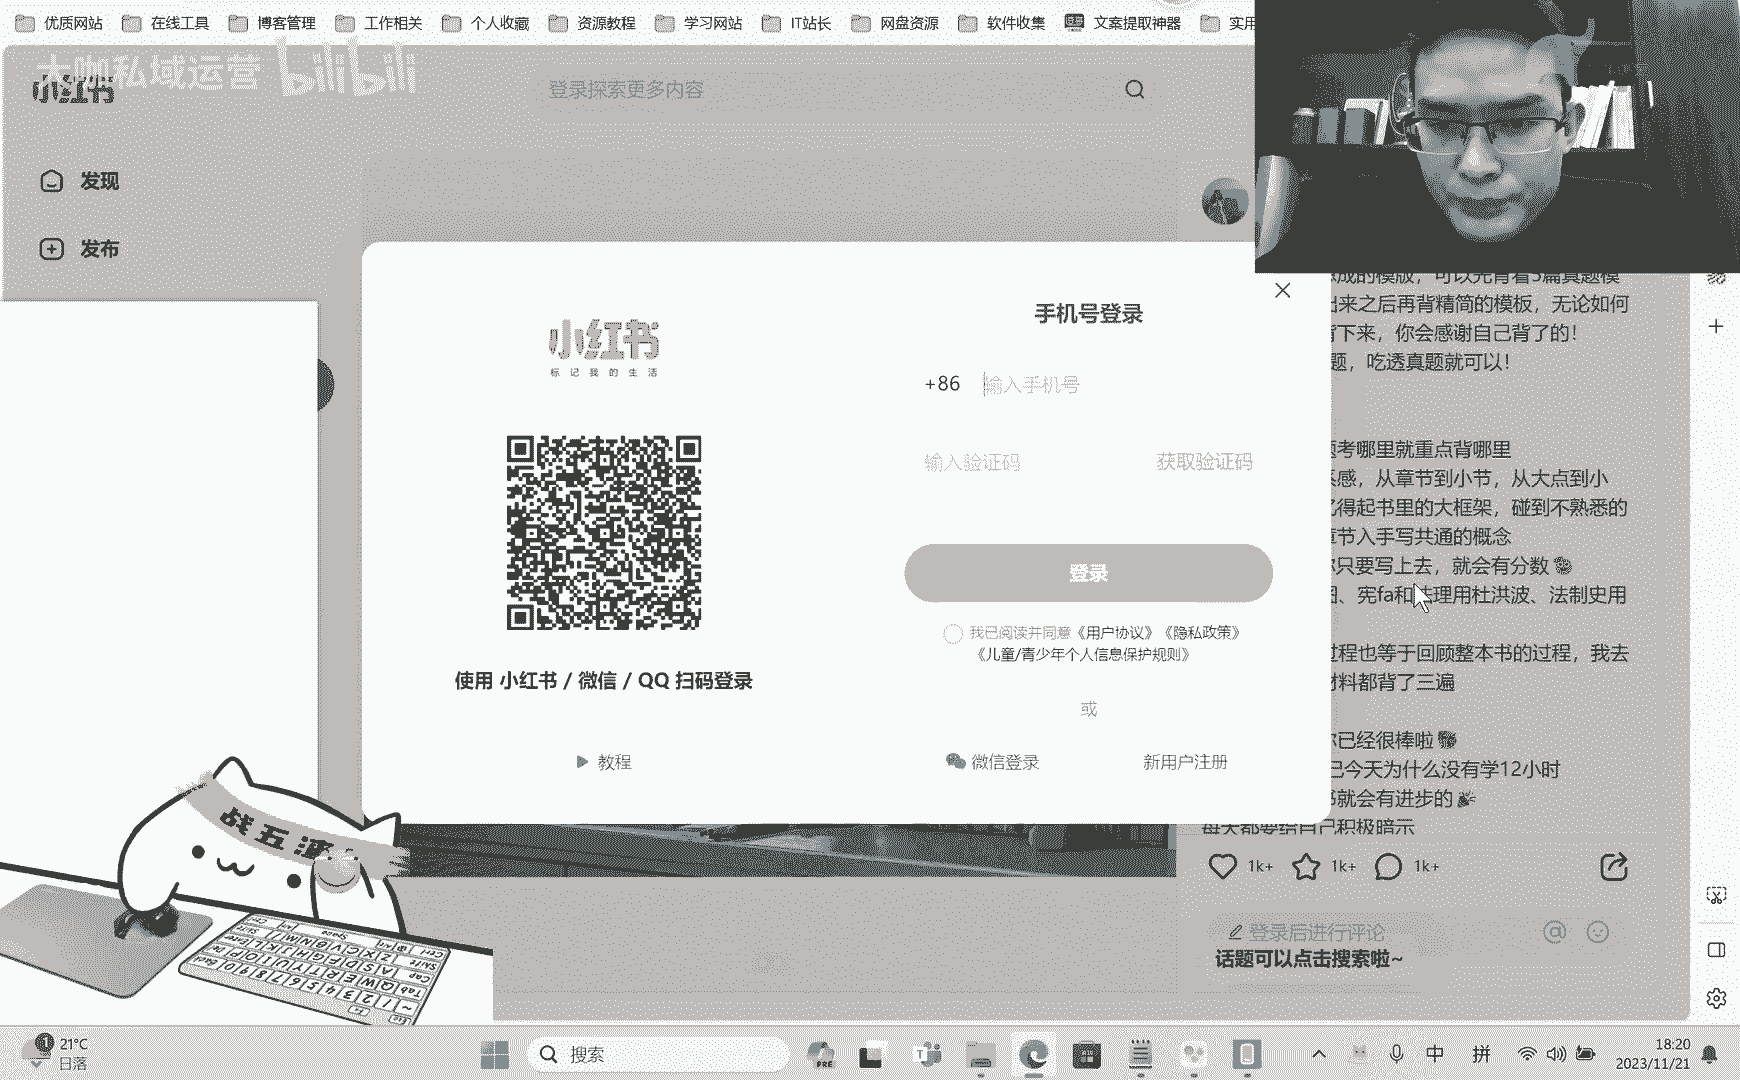 优质网站 在线工具 博客管理 工作相关 个人收藏 资源教程 学习网站 IT站长 网盘资源 软件收集 文案提取神器 实用
大咖私域运营 bilibili
小红书
登录探索更多内容
发现
发布
小红书
标记我的生活
使用 小红书 / 微信 / QQ 扫码登录
教程
手机号登录
+86 输入手机号
输入验证码 获取验证码
登录
我已阅读并同意《用户协议》《隐私政策》
《儿童/青少年个人信息保护规则》
或
微信登录 新用户注册
成的模版，可以先背着5篇真题模
出来之后再背精简的模板，无论如何
背下来，你会感谢自己背了的！
题，吃透真题就可以！
考哪里就重点背哪里
系感，从章节到小节，从大点到小
记得起书里的大框架，碰到不熟悉的
章节入手写共通的概念
你只要写上去，就会有分数
、宪fa和法理用杜洪波、法制史用
过程也等于回顾整本书的过程，我去
材料都背了三遍
你已经很棒啦
己今天为什么没有学12小时
就会有进步的
每天都要给自己积极暗示
1k+ 1k+ 1k+
登录后进行评论
话题可以点击搜索啦~
战五渣
21°C
日落
搜索
PRE
中 拼
18:20
2023/11/21